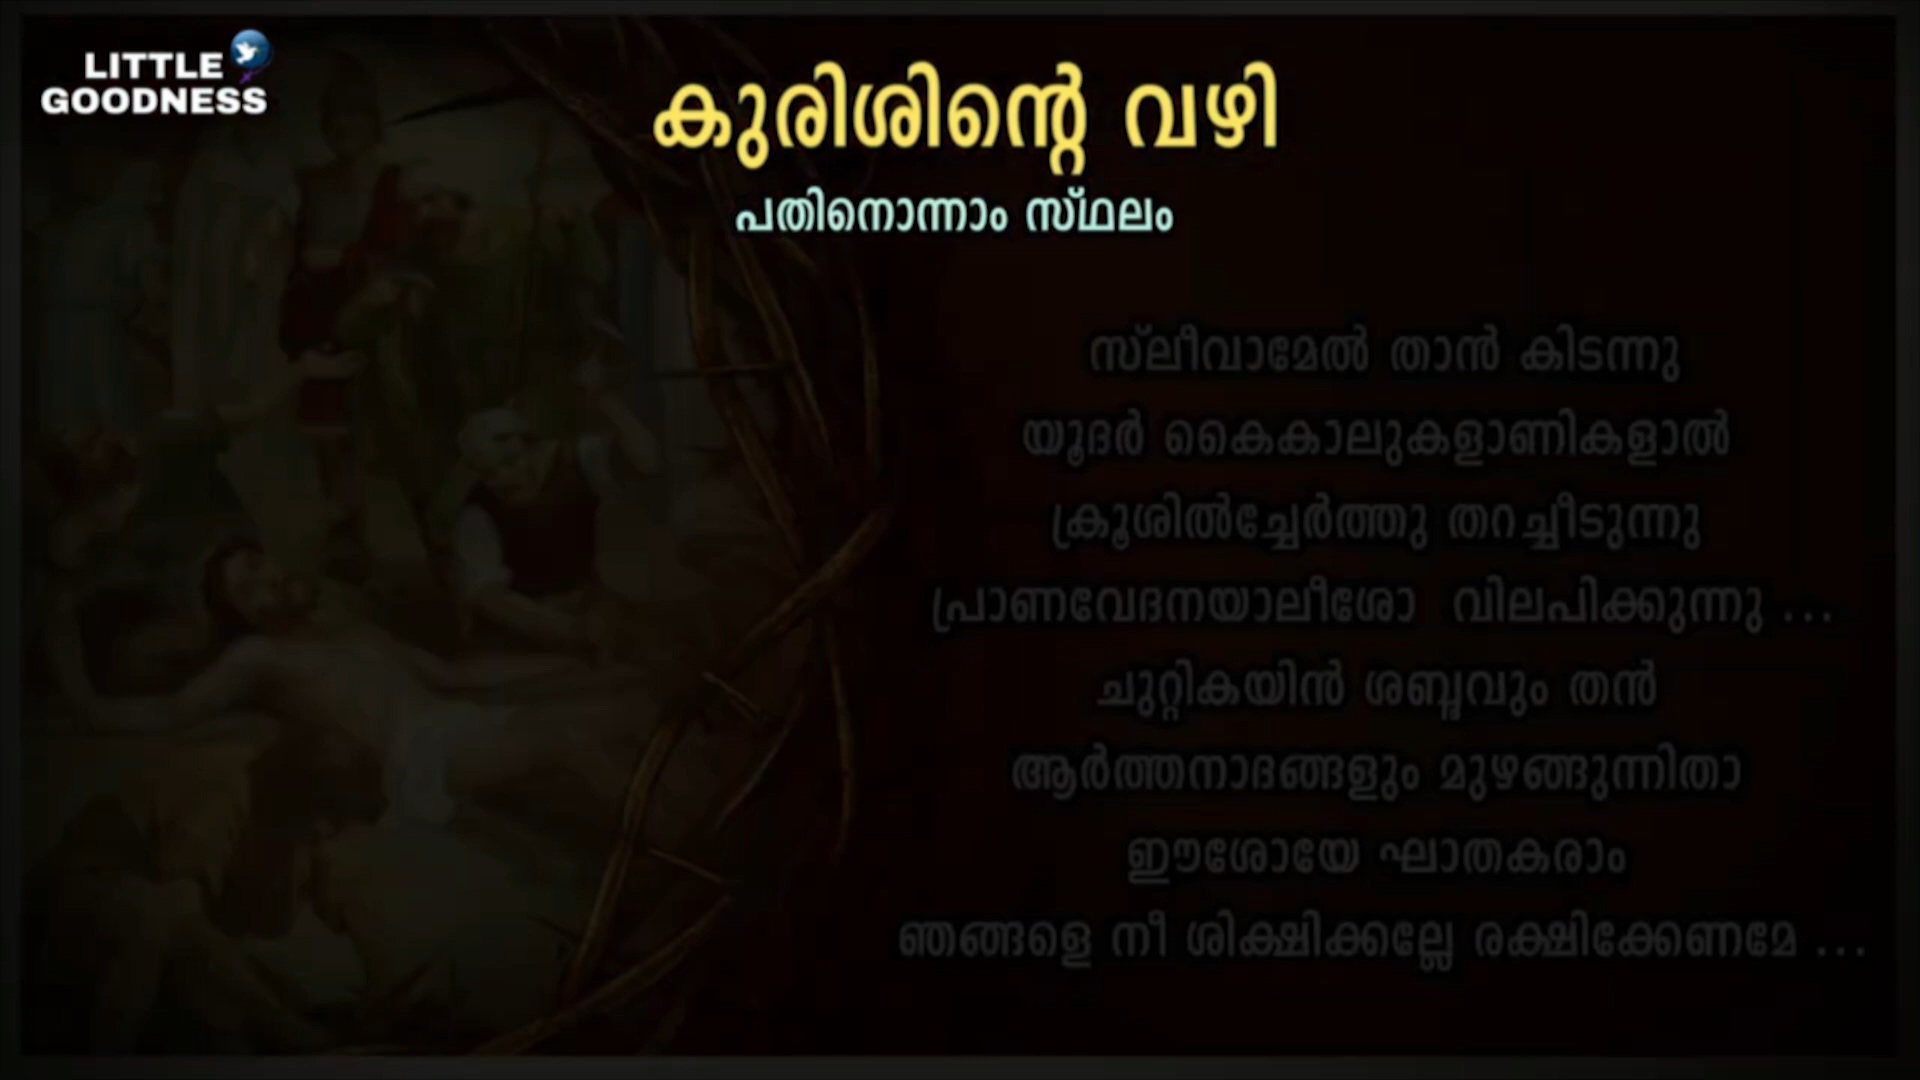 LITTLE
GOODNESS
കുരിശിന്റെ വഴി
പതിനൊന്നാം സ്ഥലം
സ്ലീവാമേൽ താൻ കിടന്നു
യൂദർ കൈകാലുകളാണികളാൽ
ക്രൂശിൽച്ചേർത്തു തറച്ചീടുന്നു
പ്രാണവേദനയാലീശോ വിലപിക്കുന്നു ...
ചുറ്റികയിൻ ശബ്ദവും തൻ
ആർത്തനാദങ്ങളും മുഴങ്ങുന്നിതാ
ഈശോയേ ഘാതകരാം
ഞങ്ങളെ നീ ശിക്ഷിക്കല്ലേ രക്ഷിക്കേണമേ ...